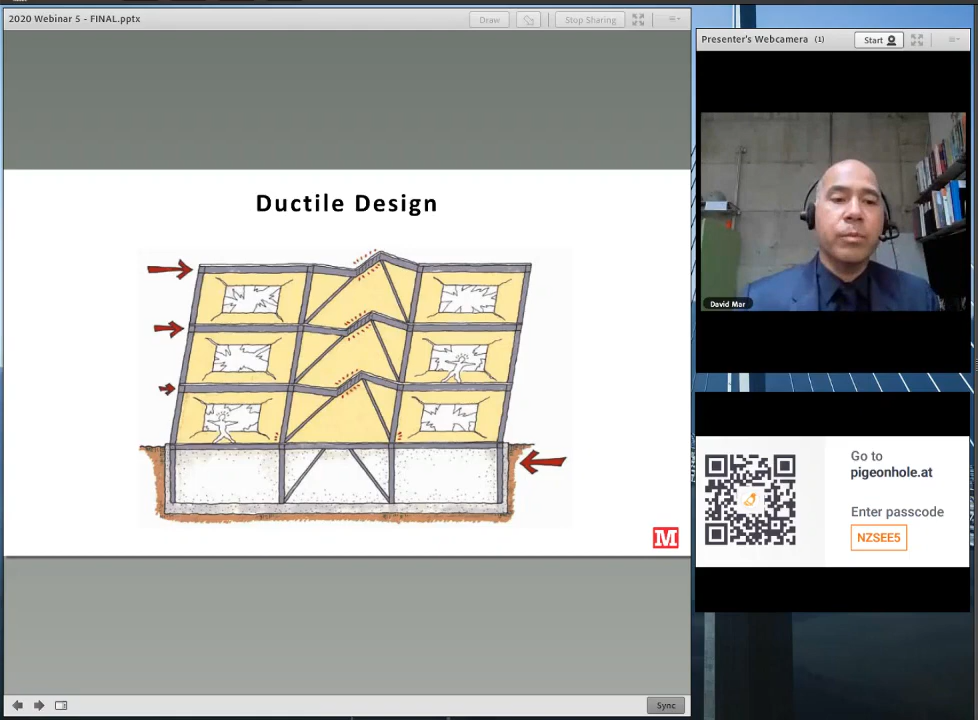 2020 Webinar 5 - FINAL.pptx
Draw
Stop Sharing
Ductile Design
M
Sync
Presenter's Webcamera (1)
Start
David Mar
Go to
pigeonhole.at
Enter passcode
NZSEE5